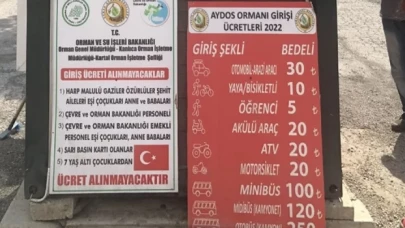 T.C.
ORMAN VE SU İŞLERİ BAKANLIĞI
Orman Genel Müdürlüğü - Kanlıca Orman İşletme
Müdürlüğü-Kartal Orman İşletme
Şefliği
GİRİŞ ÜCRETİ ALINMAYACAKLAR
1) HARP MALULÜ GAZİLER ÖZÜRLÜLER ŞEHİT
AİLELERİ EŞİ ÇOCUKLARI ANNE ve BABALARI
2) ÇEVRE ve ORMAN BAKANLIĞI PERSONELİ
3) ÇEVRE ve ORMAN BAKANLIĞI EMEKLİ
PERSONELİ EŞİ ÇOCUKLARI, ANNE BABALARI
4) SARI BASIN KARTI OLANLAR
5) 7 YAŞ ALTI ÇOCUKLARDAN
ÜCRET ALINMAYACAKTIR
AYDOS ORMANI GİRİŞİ
ÜCRETLERİ 2022
GİRİŞ ŞEKLİ BEDELİ
OTOMOBİL-ARAZİ ARACI 30 ₺
YAYA/BİSİKLETLİ 10 ₺
ÖĞRENCİ 5 ₺
AKÜLÜ ARAÇ 20 ₺
ATV 20 ₺
MOTORSİKLET 20 ₺
MİNİBÜS 100 ₺
MİDİBÜS (KAMYONET) 120 ₺
250 ₺